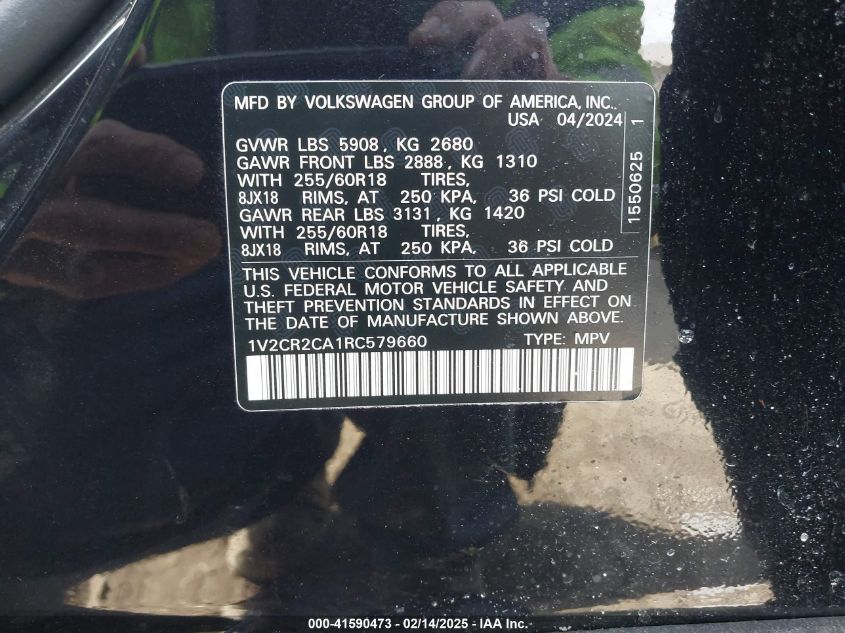 MFD BY VOLKSWAGEN GROUP OF AMERICA, INC..
USA 04/2024
GVWR LBS 5908, KG 2680
GAWR FRONT LBS 2888, KG 1310
WITH 255/60R18 TIRES,
8JX18 RIMS, AT 250 KPA, 36 PSI COLD
GAWR REAR LBS 3131, KG 1420
WITH 255/60R18 TIRES,
8JX18 RIMS, AT 250 KPA, 36 PSI COLD
1550625 1
THIS VEHICLE CONFORMS TO ALL APPLICABLE
U.S. FEDERAL MOTOR VEHICLE SAFETY AND
THEFT PREVENTION STANDARDS IN EFFECT ON
THE DATE OF MANUFACTURE SHOWN ABOVE.
1V2CR2CA1RC579660 TYPE: MPV
000-41590473 - 02/14/2025 - IAA Inc.